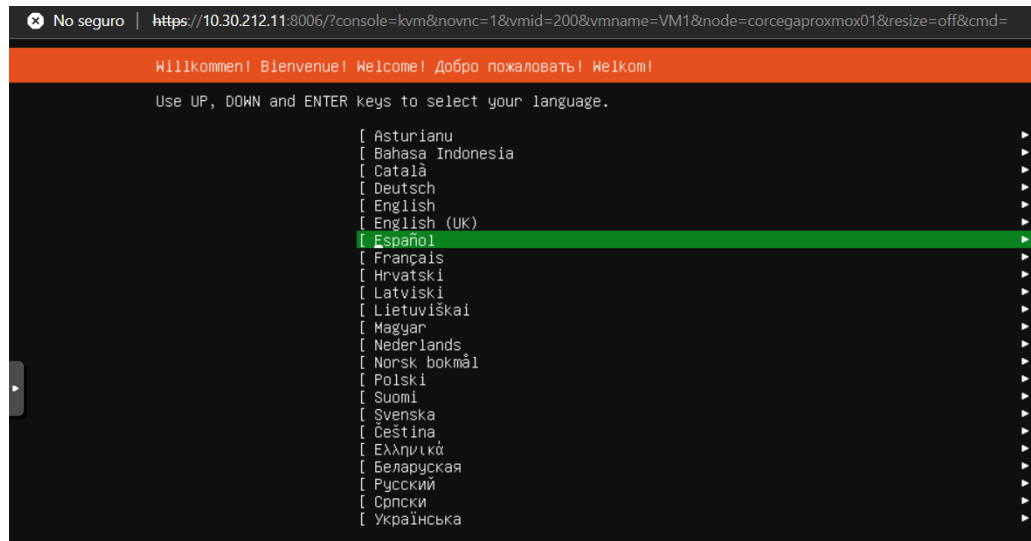 No seguro | https://10.30.212.11:8006/?console=kvm&novnc=1&vmid=200&vmname=VM1&node=corcegaproxmox01&resize=off&cmd=
Willkommen! Bienvenue! Welcome! Добро пожаловать! Welkom!
Use UP, DOWN and ENTER keys to select your language.
[ Asturianu
[ Bahasa Indonesia
[ Català
[ Deutsch
[ English
[ English (UK)
[ Español
[ Français
[ Hrvatski
[ Latviski
[ Lietuviškai
[ Magyar
[ Nederlands
[ Norsk bokmål
[ Polski
[ Suomi
[ Svenska
[ Čeština
[ Ελληνικά
[ Беларуская
[ Русский
[ Српски
[ Українська